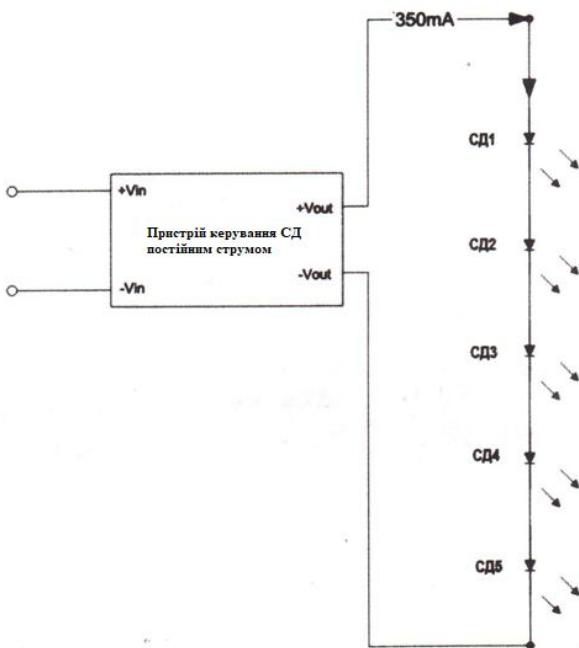 350mA
СД1
+Vin
+Vout
Пристрій керування СД
постійним струмом
СД2
-Vout
-Vin
СД3
СД4
СД5